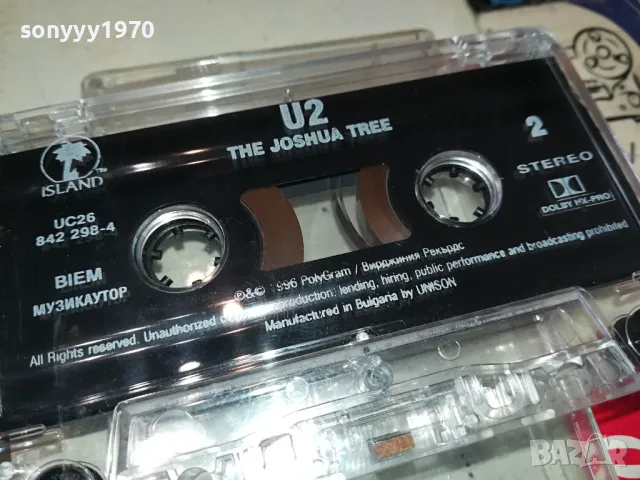 sonyyy1970
U2
THE JOSHUA TREE
2
ISLAND
STEREO
DOLBY HX-PRO
UC26
842 298-4
BIEM
МУЗИКАУТОР
℗&© 1996 PolyGram / Вирджиния Рекърдс
All Rights reserved. Unauthorized reproduction: lending, hiring, public performance and broadcasting prohibited
Manufactured in Bulgaria by UNISON
BAZAR